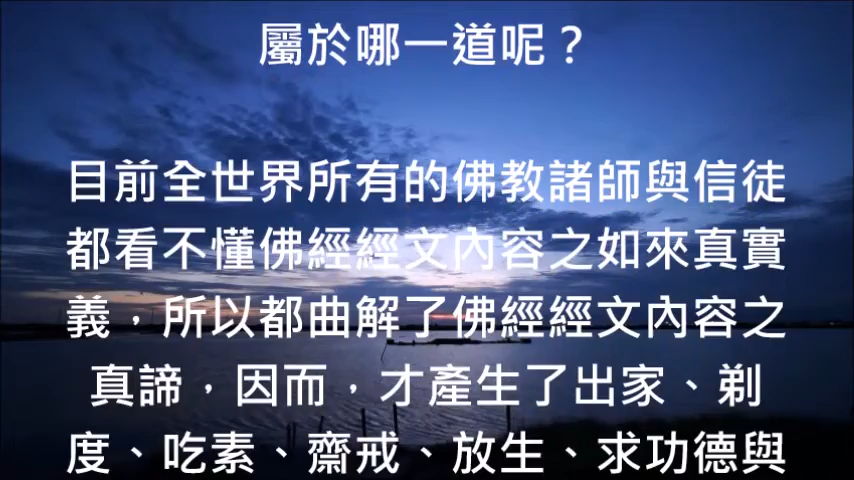 屬於哪一道呢？
目前全世界所有的佛教諸師與信徒
都看不懂佛經經文內容之如來真實
義，所以都曲解了佛經經文內容之
真諦，因而，才產生了出家、剃
度、吃素、齋戒、放生、求功德與